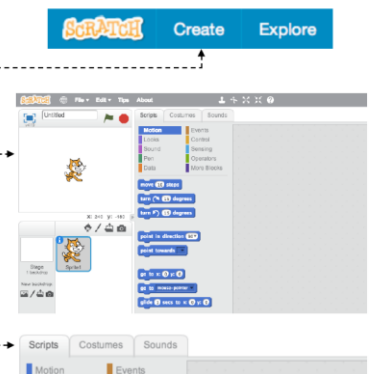 SCRATCH Create Explore
SCRATCH File Edit Tips About
Untitled
Scripts Costumes Sounds
Motion Events
Looks Control
Sound Sensing
Pen Operators
Data More Blocks
move 10 steps
turn 15 degrees
turn 15 degrees
point in direction 90
point towards
go to x: 0 y: 0
go to mouse-pointer
glide 1 secs to x: 0 y: 0
Stage
1 backdrop
Sprite1
New backdrop
Scripts Costumes Sounds
Motion Events